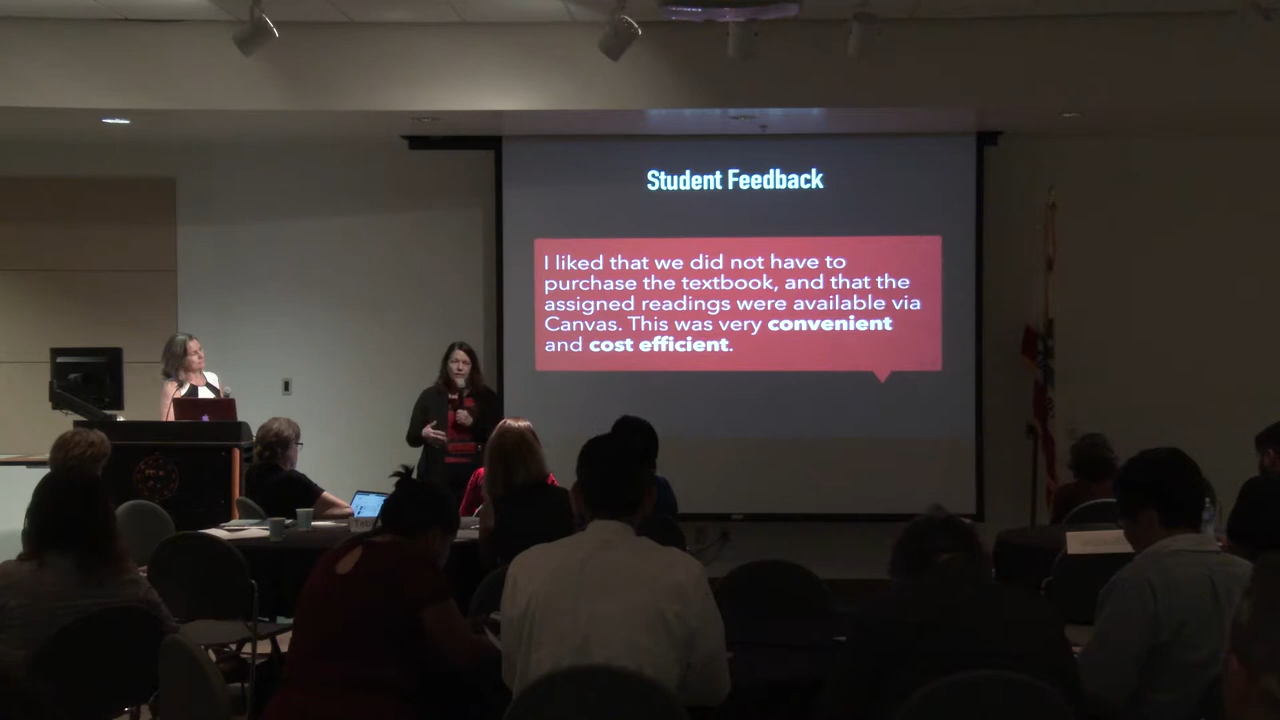 Student Feedback
I liked that we did not have to
purchase the textbook, and that the
assigned readings were available via
Canvas. This was very convenient
and cost efficient.